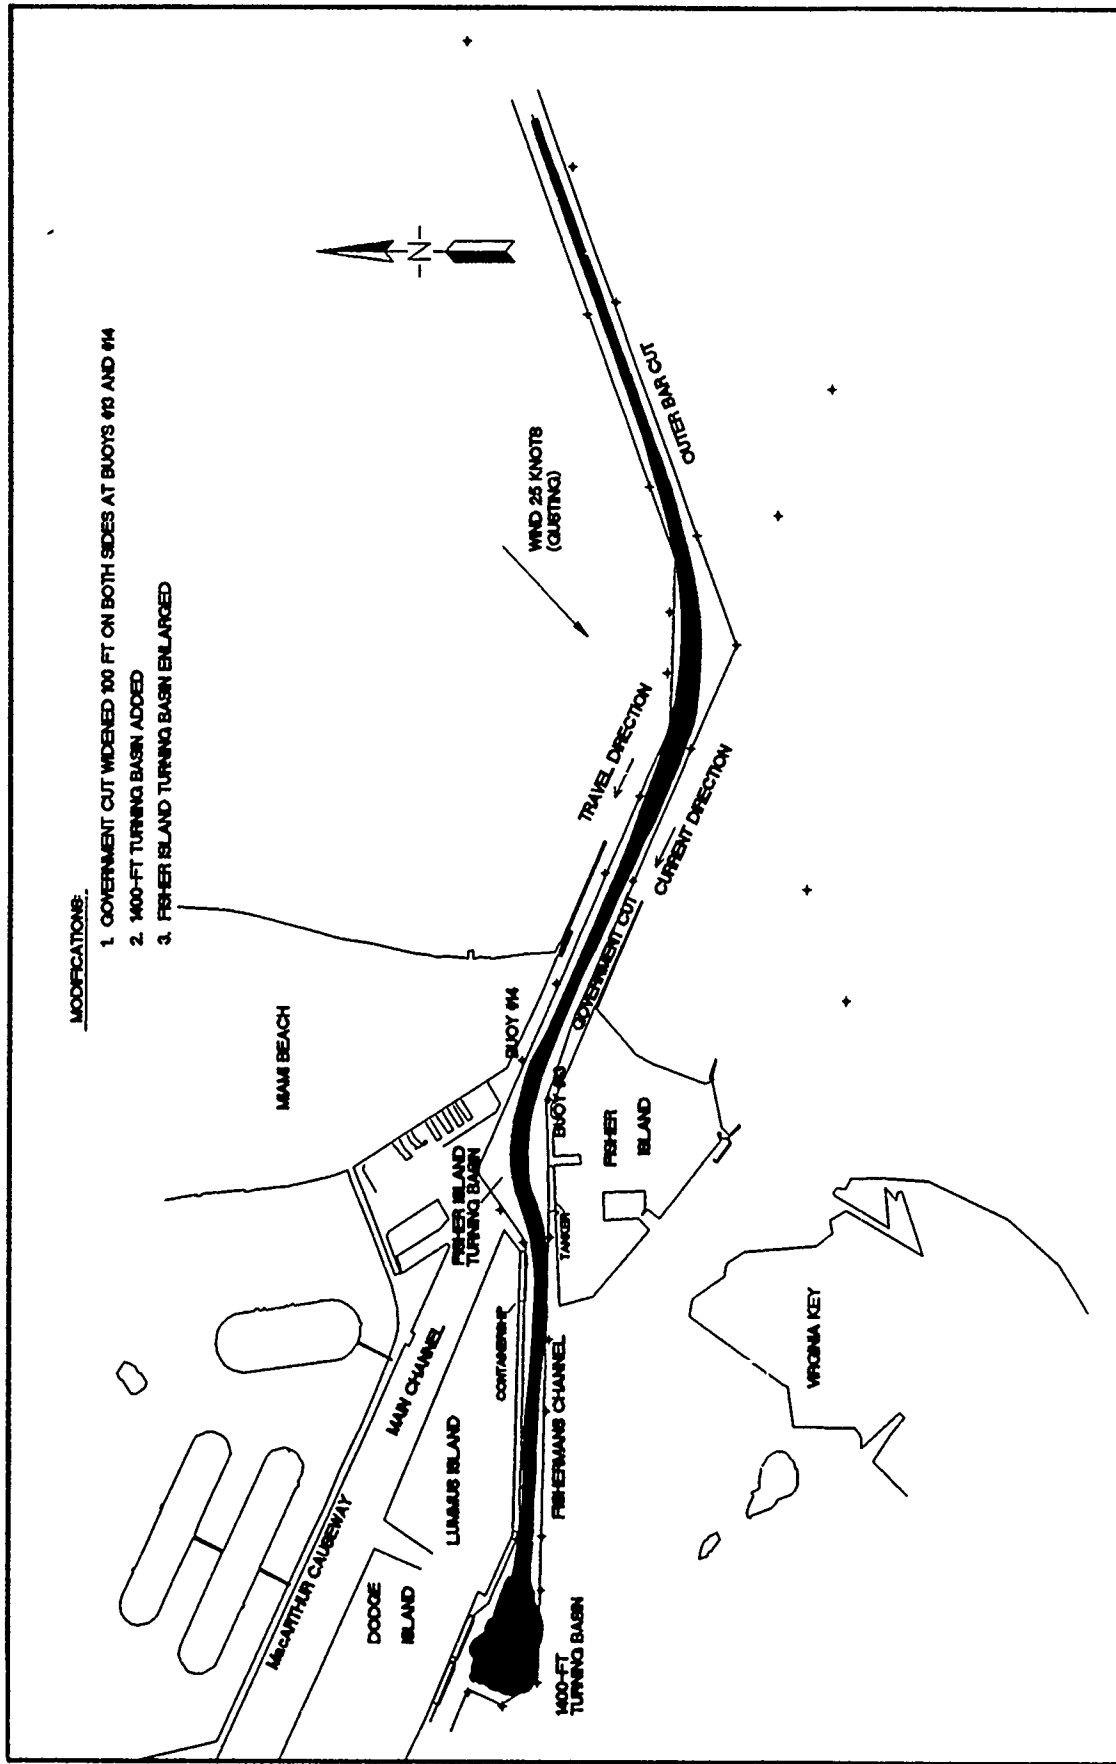 MODIFICATIONS:
1. GOVERNMENT CUT WIDENED 100 FT ON BOTH SIDES AT BUOYS #13 AND #14
2. 1400-FT TURNING BASIN ADDED
3. FISHER ISLAND TURNING BASIN ENLARGED
MIAMI BEACH
N
WIND 25 KNOTS
(GUSTING)
OUTER BAR CUT
TRAVEL DIRECTION
CURRENT DIRECTION
GOVERNMENT CUT
BUOY #14
BUOY #13
FISHER ISLAND
TURNING BASIN
FISHER
ISLAND
TANKER
CONTAINERSHIP
MAIN CHANNEL
MacARTHUR CAUSEWAY
LUMMUS ISLAND
DODGE
ISLAND
FISHERMANS CHANNEL
1400-FT
TURNING BASIN
VIRGINIA KEY